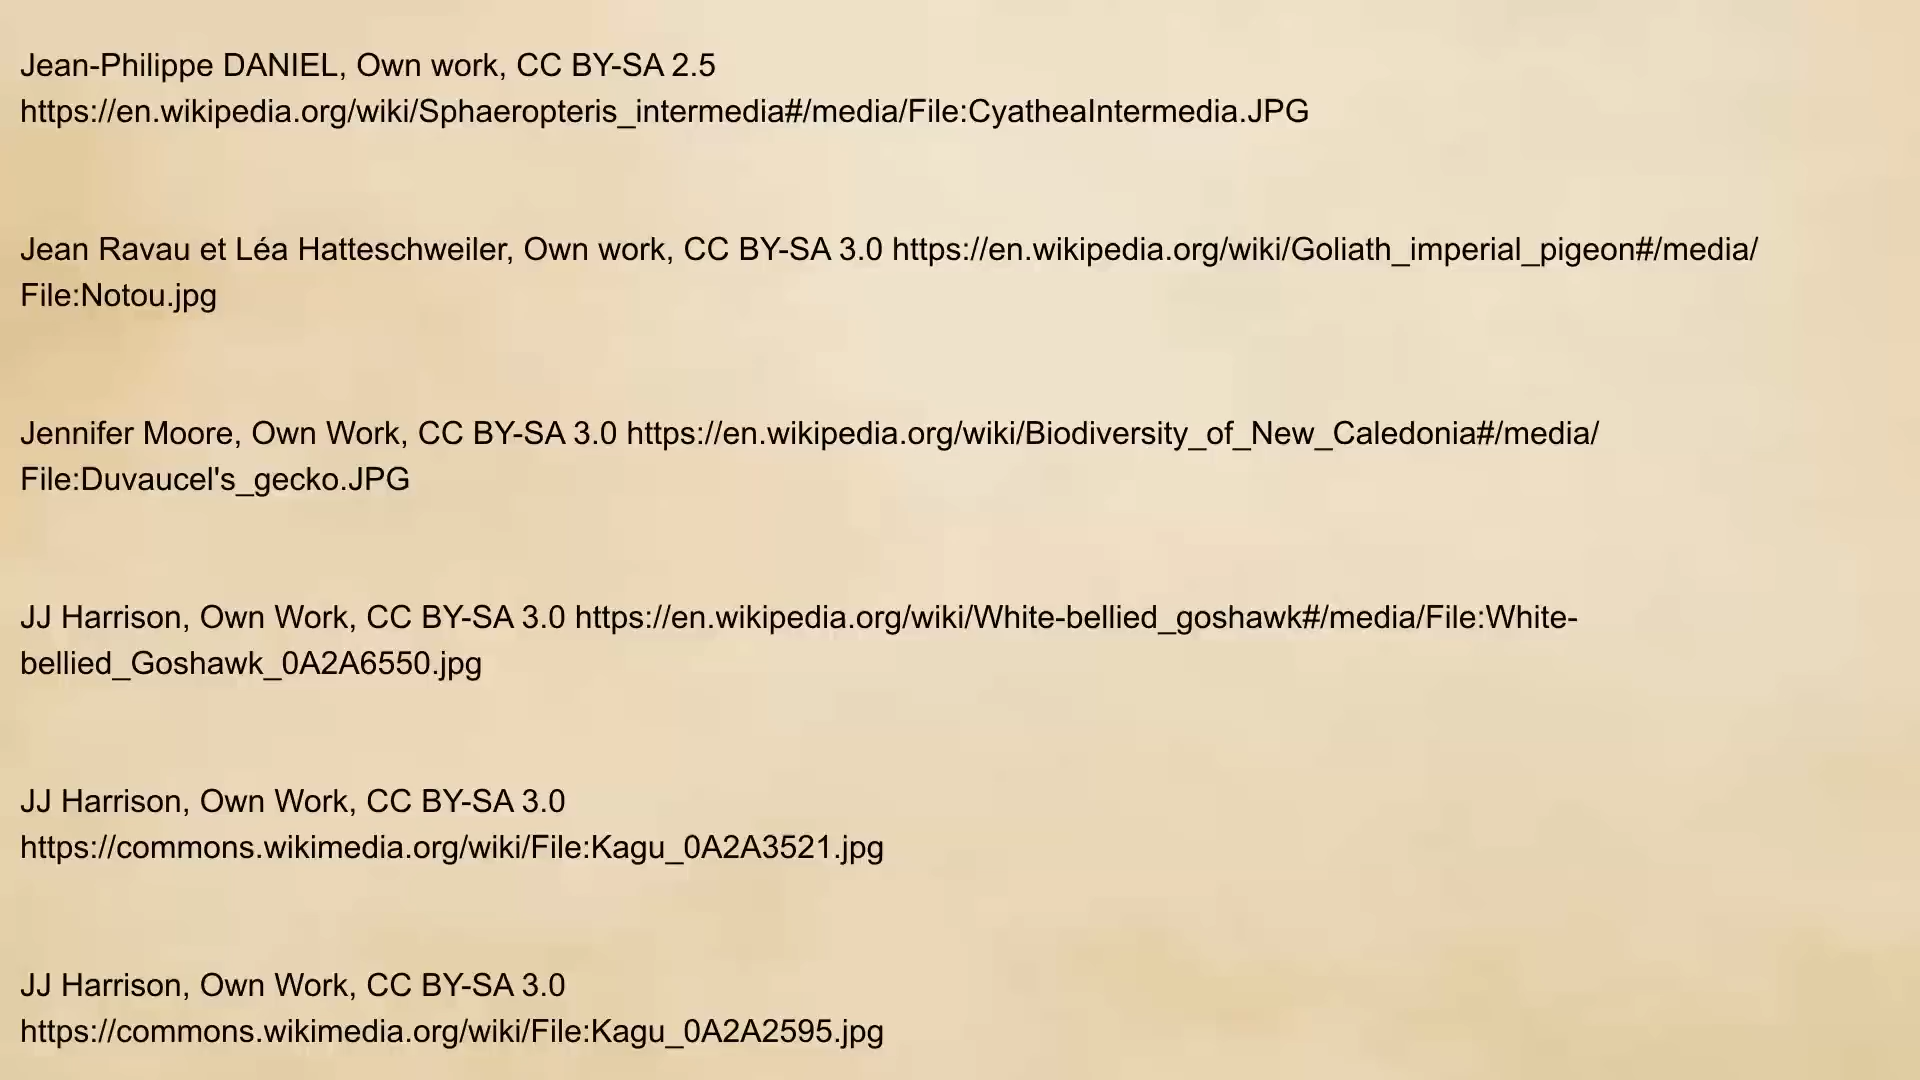 Jean-Philippe DANIEL, Own work, CC BY-SA 2.5
https://en.wikipedia.org/wiki/Sphaeropteris_intermedia#/media/File:CyatheaIntermedia.JPG
Jean Ravau et Léa Hatteschweiler, Own work, CC BY-SA 3.0 https://en.wikipedia.org/wiki/Goliath_imperial_pigeon#/media/
File:Notou.jpg
Jennifer Moore, Own Work, CC BY-SA 3.0 https://en.wikipedia.org/wiki/Biodiversity_of_New_Caledonia#/media/
File:Duvaucel's_gecko.JPG
JJ Harrison, Own Work, CC BY-SA 3.0 https://en.wikipedia.org/wiki/White-bellied_goshawk#/media/File:White-
bellied_Goshawk_0A2A6550.jpg
JJ Harrison, Own Work, CC BY-SA 3.0
https://commons.wikimedia.org/wiki/File:Kagu_0A2A3521.jpg
JJ Harrison, Own Work, CC BY-SA 3.0
https://commons.wikimedia.org/wiki/File:Kagu_0A2A2595.jpg